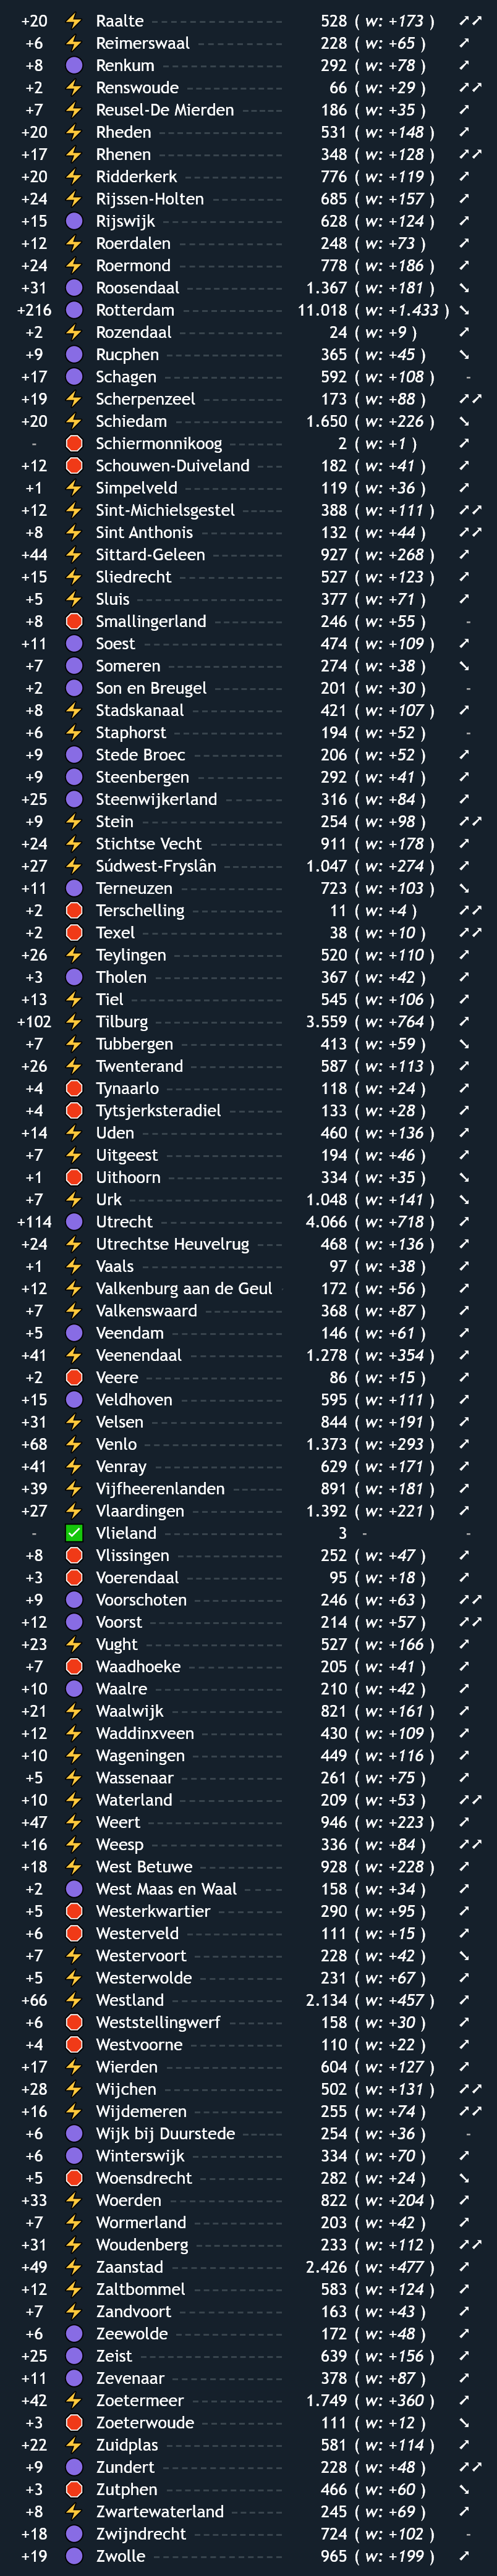 +20 ⚡ Raalte 528 ( w: +173 ) ↗↗
+6 ⚡ Reimerswaal 228 ( w: +65 ) ↗
+8 🟣 Renkum 292 ( w: +78 ) ↗
+2 ⚡ Renswoude 66 ( w: +29 ) ↗↗
+7 ⚡ Reusel-De Mierden 186 ( w: +35 ) ↗
+20 ⚡ Rheden 531 ( w: +148 ) ↗
+17 ⚡ Rhenen 348 ( w: +128 ) ↗↗
+20 ⚡ Ridderkerk 776 ( w: +119 ) ↗
+24 ⚡ Rijssen-Holten 685 ( w: +157 ) ↗
+15 🟣 Rijswijk 628 ( w: +124 ) ↗
+12 ⚡ Roerdalen 248 ( w: +73 ) ↗
+24 ⚡ Roermond 778 ( w: +186 ) ↗
+31 🟣 Roosendaal 1.367 ( w: +181 ) ↘
+216 🟣 Rotterdam 11.018 ( w: +1.433 ) ↘
+2 ⚡ Rozendaal 24 ( w: +9 ) ↗
+9 🟣 Rucphen 365 ( w: +45 ) ↘
+17 🟣 Schagen 592 ( w: +108 ) -
+19 ⚡ Scherpenzeel 173 ( w: +88 ) ↗↗
+20 ⚡ Schiedam 1.650 ( w: +226 ) ↘
- 🛑 Schiermonnikoog 2 ( w: +1 ) ↗
+12 🛑 Schouwen-Duiveland 182 ( w: +41 ) ↗
+1 ⚡ Simpelveld 119 ( w: +36 ) ↗
+12 ⚡ Sint-Michielsgestel 388 ( w: +111 ) ↗↗
+8 ⚡ Sint Anthonis 132 ( w: +44 ) ↗↗
+44 ⚡ Sittard-Geleen 927 ( w: +268 ) ↗
+15 ⚡ Sliedrecht 527 ( w: +123 ) ↗
+5 ⚡ Sluis 377 ( w: +71 ) ↗
+8 🛑 Smallingerland 246 ( w: +55 ) -
+11 🟣 Soest 474 ( w: +109 ) ↗
+7 🟣 Someren 274 ( w: +38 ) ↘
+2 🟣 Son en Breugel 201 ( w: +30 ) -
+8 ⚡ Stadskanaal 421 ( w: +107 ) ↗
+6 ⚡ Staphorst 194 ( w: +52 ) -
+9 🟣 Stede Broec 206 ( w: +52 ) ↗
+9 🟣 Steenbergen 292 ( w: +41 ) ↗
+25 🟣 Steenwijkerland 316 ( w: +84 ) ↗
+9 ⚡ Stein 254 ( w: +98 ) ↗↗
+24 ⚡ Stichtse Vecht 911 ( w: +178 ) ↗
+27 ⚡ Súdwest-Fryslân 1.047 ( w: +274 ) ↗
+11 🟣 Terneuzen 723 ( w: +103 ) ↘
+2 🛑 Terschelling 11 ( w: +4 ) ↗↗
+2 🛑 Texel 38 ( w: +10 ) ↗↗
+26 ⚡ Teylingen 520 ( w: +110 ) ↗
+3 🟣 Tholen 367 ( w: +42 ) ↗
+13 ⚡ Tiel 545 ( w: +106 ) ↗
+102 ⚡ Tilburg 3.559 ( w: +764 ) ↗
+7 ⚡ Tubbergen 413 ( w: +59 ) ↘
+26 ⚡ Twenterand 587 ( w: +113 ) ↗
+4 🛑 Tynaarlo 118 ( w: +24 ) ↗
+4 🛑 Tytsjerksteradiel 133 ( w: +28 ) ↗
+14 ⚡ Uden 460 ( w: +136 ) ↗
+7 ⚡ Uitgeest 194 ( w: +46 ) ↗
+1 🛑 Uithoorn 334 ( w: +35 ) ↘
+7 ⚡ Urk 1.048 ( w: +141 ) ↘
+114 🟣 Utrecht 4.066 ( w: +718 ) ↗
+24 ⚡ Utrechtse Heuvelrug 468 ( w: +136 ) ↗
+1 ⚡ Vaals 97 ( w: +38 ) ↗
+12 ⚡ Valkenburg aan de Geul 172 ( w: +56 ) ↗
+7 ⚡ Valkenswaard 368 ( w: +87 ) ↗
+5 🟣 Veendam 146 ( w: +61 ) ↗
+41 ⚡ Veenendaal 1.278 ( w: +354 ) ↗
+2 🛑 Veere 86 ( w: +15 ) ↗
+15 🟣 Veldhoven 595 ( w: +111 ) ↗
+31 ⚡ Velsen 844 ( w: +191 ) ↗
+68 ⚡ Venlo 1.373 ( w: +293 ) ↗
+41 ⚡ Venray 629 ( w: +171 ) ↗
+39 ⚡ Vijfheerenlanden 891 ( w: +181 ) ↗
+27 ⚡ Vlaardingen 1.392 ( w: +221 ) ↗
- ✅ Vlieland 3 - -
+8 🛑 Vlissingen 252 ( w: +47 ) ↗
+3 🛑 Voerendaal 95 ( w: +18 ) ↗
+9 🟣 Voorschoten 246 ( w: +63 ) ↗↗
+12 🟣 Voorst 214 ( w: +57 ) ↗↗
+23 ⚡ Vught 527 ( w: +166 ) ↗
+7 🛑 Waadhoeke 205 ( w: +41 ) ↗
+10 🟣 Waalre 210 ( w: +42 ) ↗
+21 ⚡ Waalwijk 821 ( w: +161 ) ↗
+12 ⚡ Waddinxveen 430 ( w: +109 ) ↗
+10 ⚡ Wageningen 449 ( w: +116 ) ↗
+5 ⚡ Wassenaar 261 ( w: +75 ) ↗
+10 ⚡ Waterland 209 ( w: +53 ) ↗↗
+47 ⚡ Weert 946 ( w: +223 ) ↗
+16 ⚡ Weesp 336 ( w: +84 ) ↗↗
+18 ⚡ West Betuwe 928 ( w: +228 ) ↗
+2 🟣 West Maas en Waal 158 ( w: +34 ) ↗
+5 🛑 Westerkwartier 290 ( w: +95 ) ↗
+6 🛑 Westerveld 111 ( w: +15 ) ↗
+7 ⚡ Westervoort 228 ( w: +42 ) ↘
+5 ⚡ Westerwolde 231 ( w: +67 ) ↗
+66 ⚡ Westland 2.134 ( w: +457 ) ↗
+6 🛑 Weststellingwerf 158 ( w: +30 ) ↗
+4 🛑 Westvoorne 110 ( w: +22 ) ↗
+17 ⚡ Wierden 604 ( w: +127 ) ↗
+28 ⚡ Wijchen 502 ( w: +131 ) ↗↗
+16 ⚡ Wijdemeren 255 ( w: +74 ) ↗↗
+6 🟣 Wijk bij Duurstede 254 ( w: +36 ) -
+6 🟣 Winterswijk 334 ( w: +70 ) ↗
+5 🛑 Woensdrecht 282 ( w: +24 ) ↘
+33 ⚡ Woerden 822 ( w: +204 ) ↗
+7 ⚡ Wormerland 203 ( w: +42 ) ↗
+31 ⚡ Woudenberg 233 ( w: +112 ) ↗↗
+49 ⚡ Zaanstad 2.426 ( w: +477 ) ↗
+12 ⚡ Zaltbommel 583 ( w: +124 ) ↗
+7 ⚡ Zandvoort 163 ( w: +43 ) ↗
+6 🟣 Zeewolde 172 ( w: +48 ) ↗
+25 🟣 Zeist 639 ( w: +156 ) ↗
+11 🟣 Zevenaar 378 ( w: +87 ) ↗
+42 ⚡ Zoetermeer 1.749 ( w: +360 ) ↗
+3 🛑 Zoeterwoude 111 ( w: +12 ) ↘
+22 ⚡ Zuidplas 581 ( w: +114 ) ↗
+9 🟣 Zundert 228 ( w: +48 ) ↗↗
+3 🛑 Zutphen 466 ( w: +60 ) ↘
+8 ⚡ Zwartewaterland 245 ( w: +69 ) ↗
+18 🟣 Zwijndrecht 724 ( w: +102 ) -
+19 🟣 Zwolle 965 ( w: +199 ) ↗